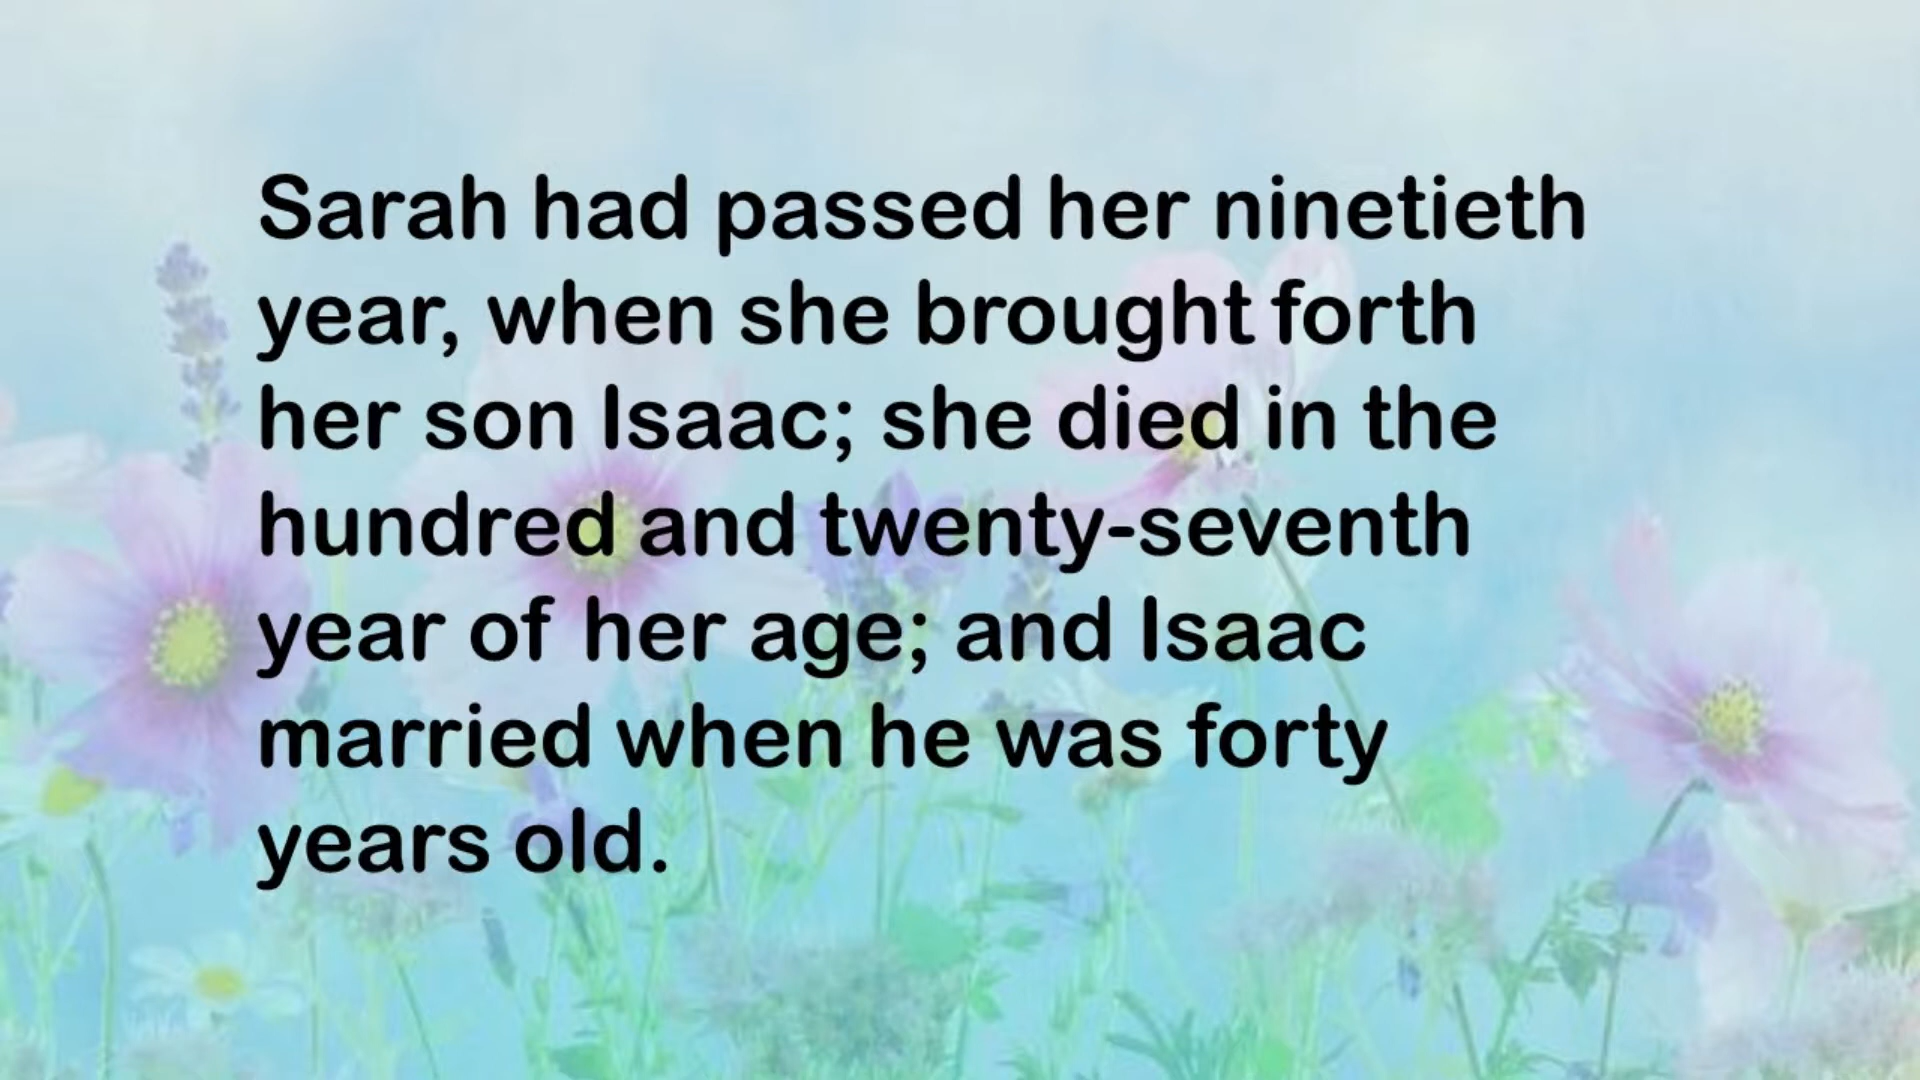 Sarah had passed her ninetieth
year, when she brought forth
her son Isaac; she died in the
hundred and twenty-seventh
year of her age; and Isaac
married when he was forty
years old.